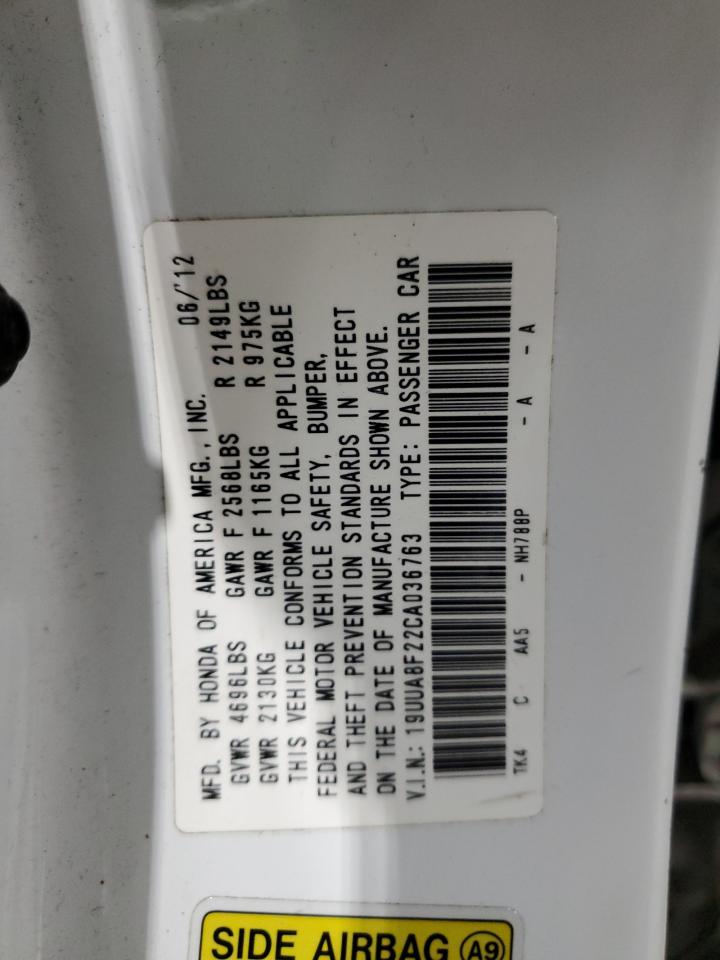 MFD. BY HONDA OF AMERICA MFG., INC. 06/'12
GVWR 4696LBS GAWR F 2568LBS R 2149LBS
GVWR 2130KG GAWR F 1165KG R 975KG
THIS VEHICLE CONFORMS TO ALL APPLICABLE
FEDERAL MOTOR VEHICLE SAFETY, BUMPER,
AND THEFT PREVENTION STANDARDS IN EFFECT
ON THE DATE OF MANUFACTURE SHOWN ABOVE.
V.I.N.: 19UUA8F22CA036763 TYPE: PASSENGER CAR
TK4 C AA5 - NH788P - A - A
SIDE AIRBAG A9